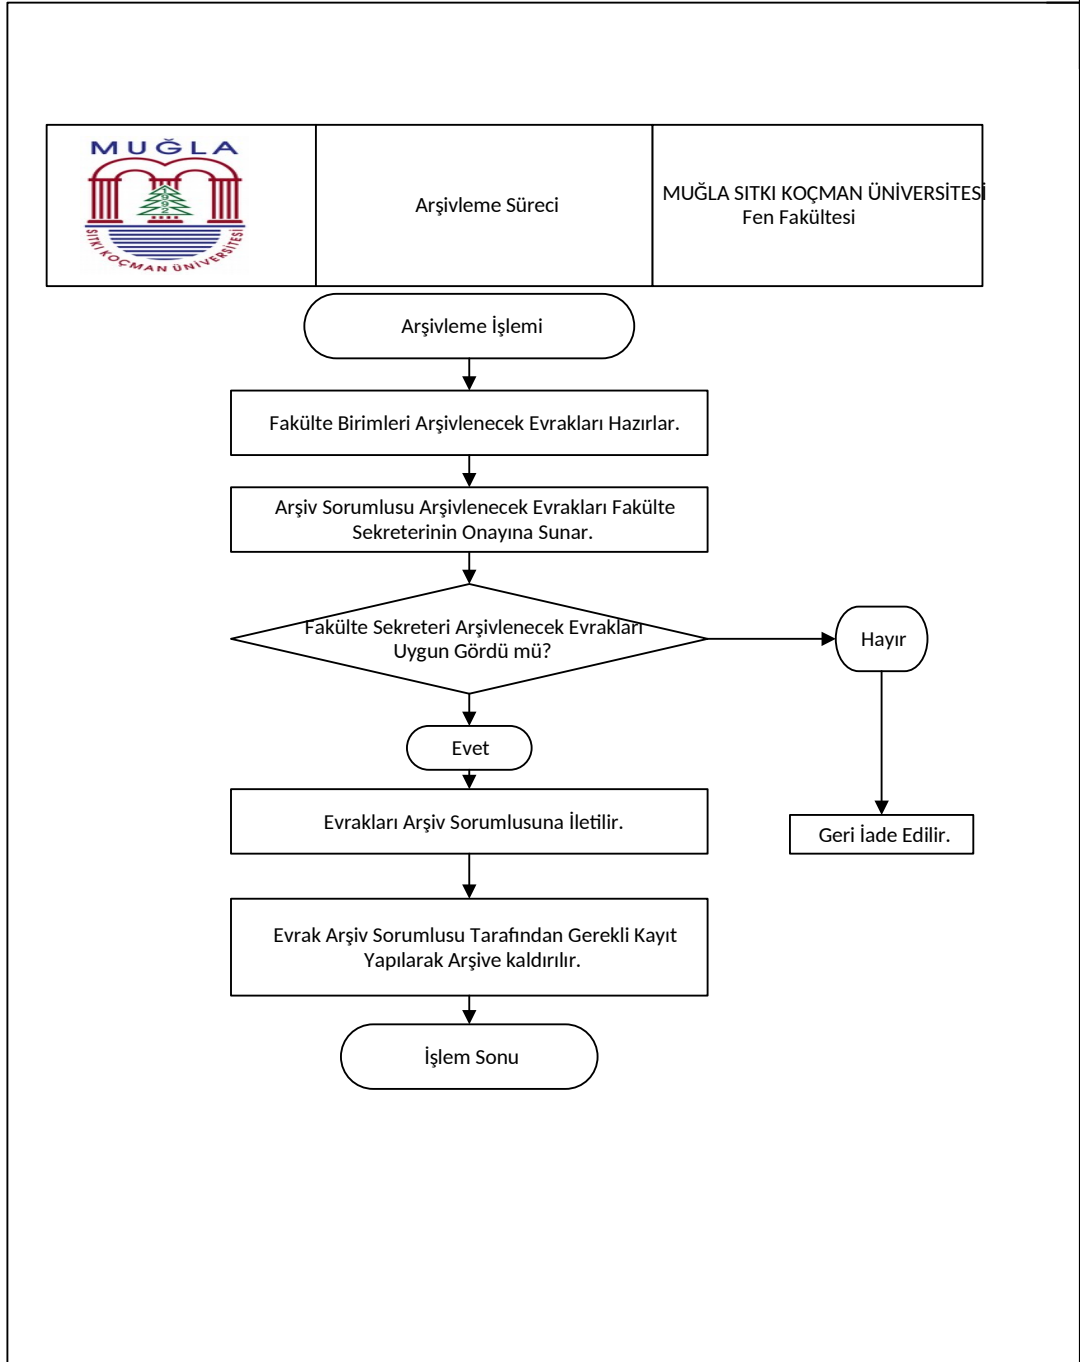 MUĞLA
1992
SITKI KOÇMAN ÜNİVERSİTESİ
Arşivleme Süreci
MUĞLA SITKI KOÇMAN ÜNİVERSİTESİ
Fen Fakültesi
Arşivleme İşlemi
Fakülte Birimleri Arşivlenecek Evrakları Hazırlar.
Arşiv Sorumlusu Arşivlenecek Evrakları Fakülte
Sekreterinin Onayına Sunar.
Fakülte Sekreteri Arşivlenecek Evrakları
Uygun Gördü mü?
Hayır
Evet
Evrakları Arşiv Sorumlusuna İletilir.
Geri İade Edilir.
Evrak Arşiv Sorumlusu Tarafından Gerekli Kayıt
Yapılarak Arşive kaldırılır.
İşlem Sonu